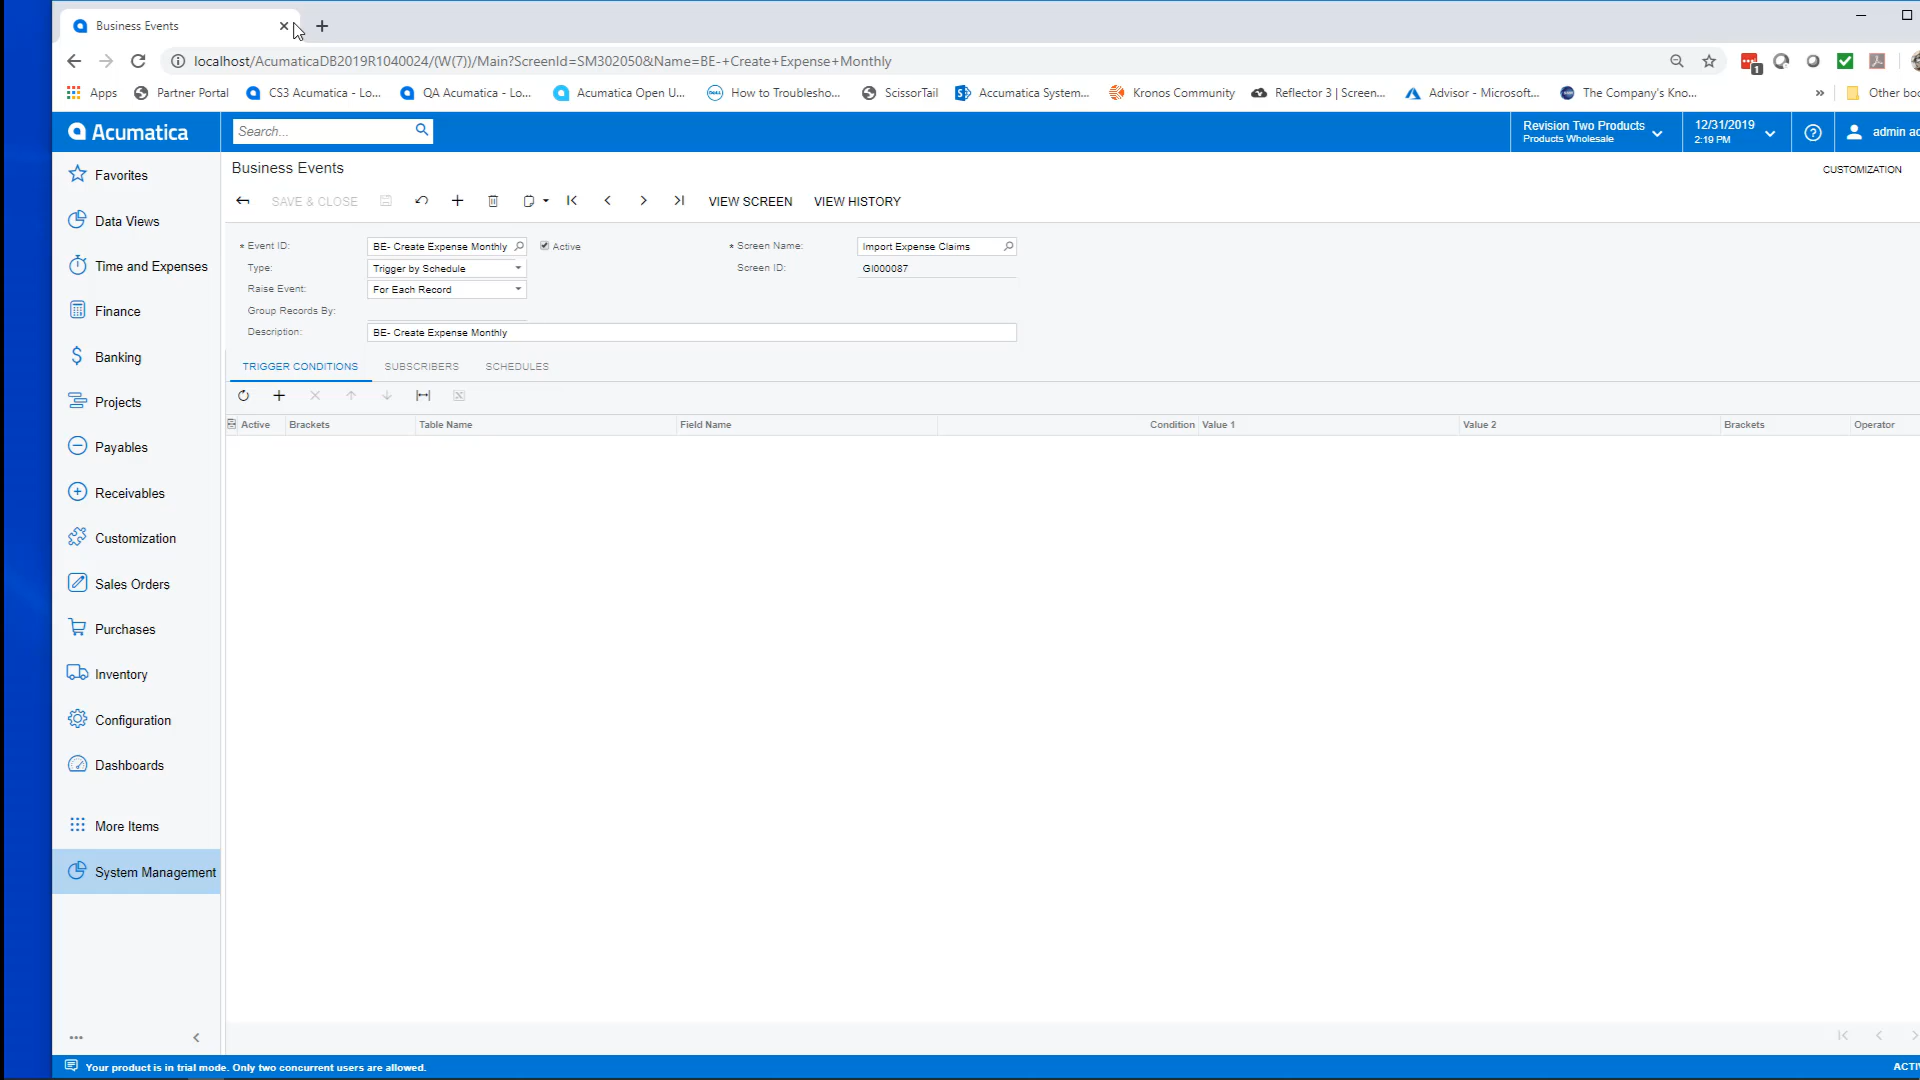 Business Events
localhost/AcumaticaDB2019R1040024/(W(7))/Main?ScreenId=SM302050&Name=BE-+Create+Expense+Monthly
1
Apps Partner Portal CS3 Acumatica - Lo... QA Acumatica - Lo... Acumatica Open U... How to Troublesho... ScissorTail Accumatica System... Kronos Community Reflector 3 | Screen... Advisor - Microsoft... The Company's Kno... » Other boo
Acumatica Search... Revision Two Products 12/31/2019 admin ad
Products Wholesale 2:19 PM
Favorites
Business Events
CUSTOMIZATION
SAVE & CLOSE VIEW SCREEN VIEW HISTORY
Data Views
* Event ID: BE- Create Expense Monthly Active * Screen Name: Import Expense Claims
Time and Expenses
Type: Trigger by Schedule Screen ID: GI000087
Raise Event: For Each Record
Finance
Group Records By:
Description: BE- Create Expense Monthly
Banking
TRIGGER CONDITIONS SUBSCRIBERS SCHEDULES
Projects
Active Brackets Table Name Field Name Condition Value 1 Value 2 Brackets Operator
Payables
Receivables
Customization
Sales Orders
Purchases
Inventory
Configuration
Dashboards
More Items
System Management
Your product is in trial mode. Only two concurrent users are allowed. ACTI